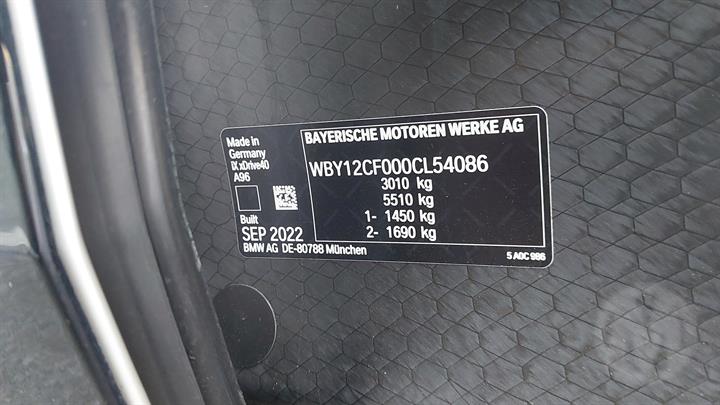 BAYERISCHE MOTOREN WERKE AG
Made in
Germany
iX xDrive40
A96
WBY12CF000CL54086
3010 kg
5510 kg
1- 1450 kg
2- 1690 kg
Built
SEP 2022
BMW AG DE-80788 München
5 A0C 986